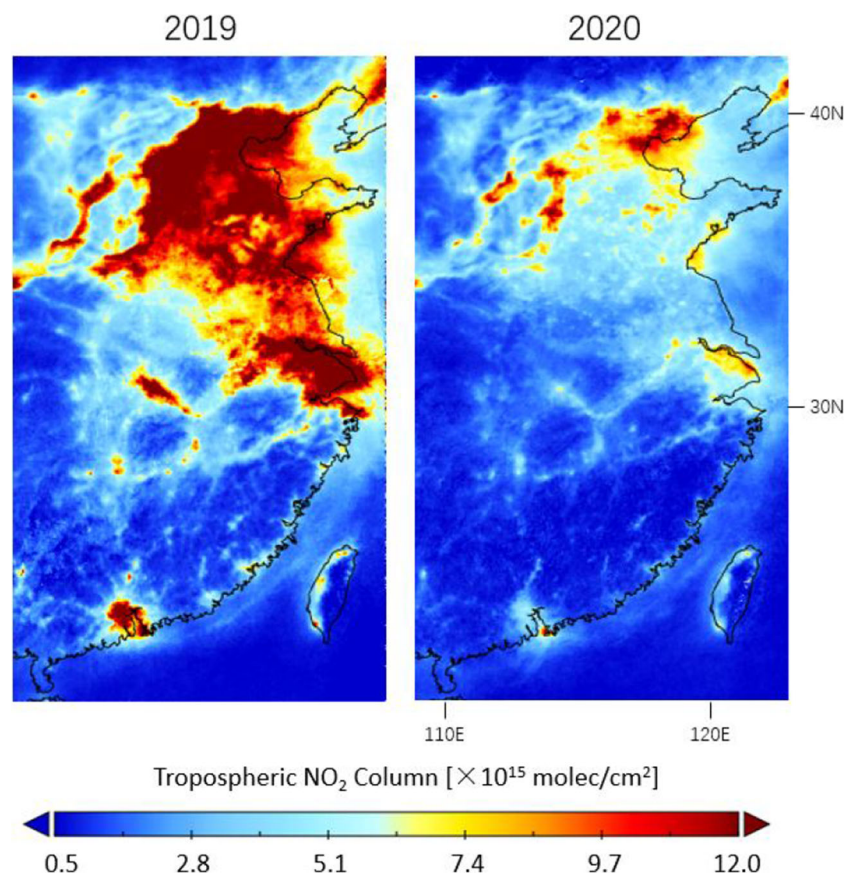 2019 2020
40N
30N
110E 120E
Tropospheric NO₂ Column [×10¹⁵ molec/cm²]
0.5 2.8 5.1 7.4 9.7 12.0